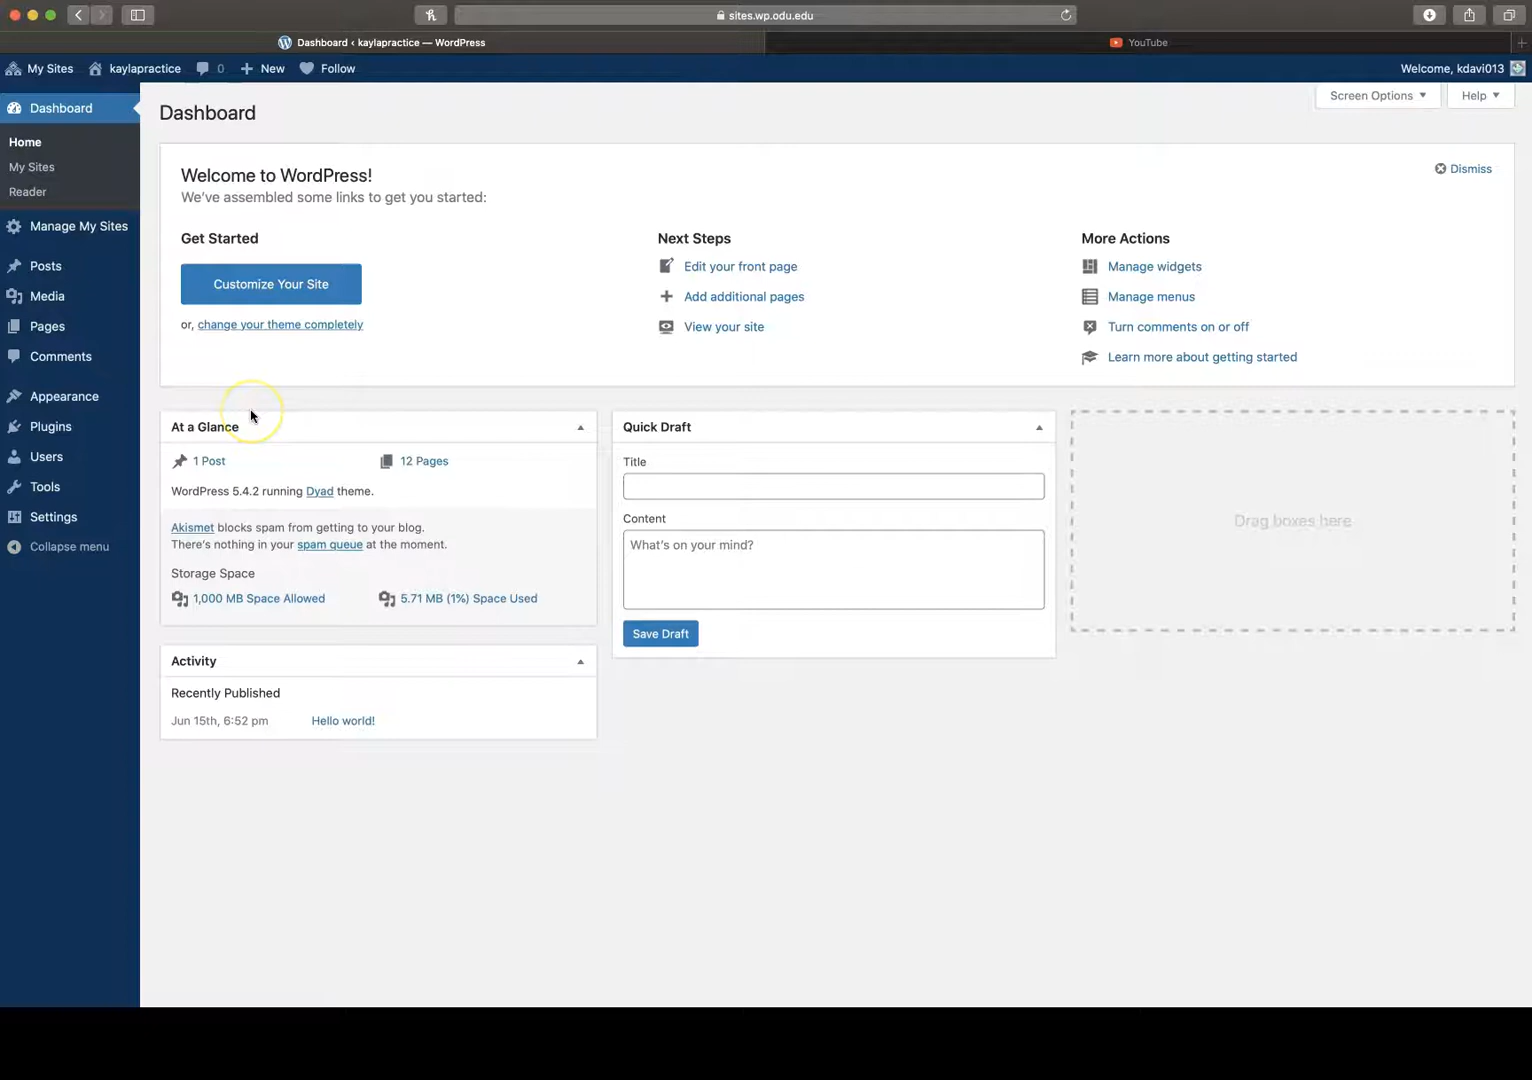 sites.wp.odu.edu
Dashboard ‹ kaylapractice — WordPress
YouTube
My Sites
kaylapractice
0
New
Follow
Welcome, kdavi013
Dashboard
Home
My Sites
Reader
Manage My Sites
Posts
Media
Pages
Comments
Appearance
Plugins
Users
Tools
Settings
Collapse menu
Dashboard
Screen Options
Help
Welcome to WordPress!
We've assembled some links to get you started:
Dismiss
Get Started
Customize Your Site
or, change your theme completely
Next Steps
Edit your front page
Add additional pages
View your site
More Actions
Manage widgets
Manage menus
Turn comments on or off
Learn more about getting started
At a Glance
1 Post
12 Pages
WordPress 5.4.2 running Dyad theme.
Akismet blocks spam from getting to your blog.
There's nothing in your spam queue at the moment.
Storage Space
1,000 MB Space Allowed
5.71 MB (1%) Space Used
Activity
Recently Published
Jun 15th, 6:52 pm
Hello world!
Quick Draft
Title
Content
What's on your mind?
Save Draft
Drag boxes here